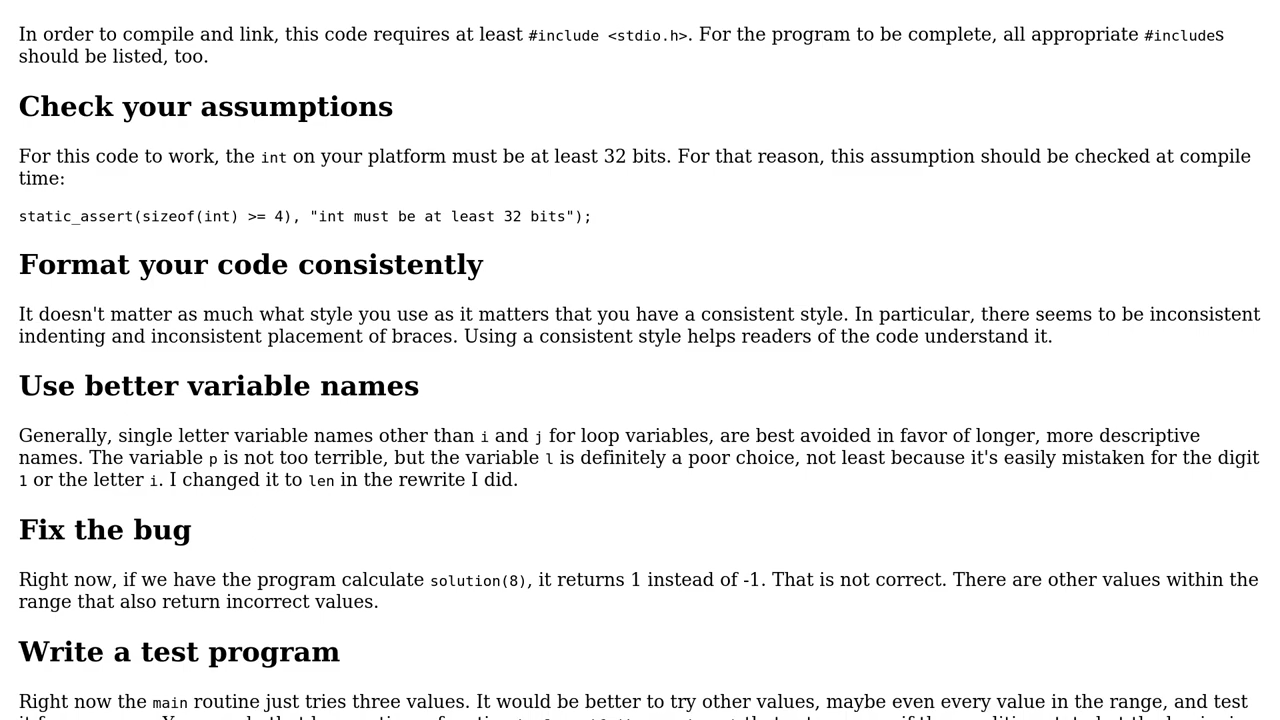 In order to compile and link, this code requires at least #include <stdio.h>. For the program to be complete, all appropriate #includes
should be listed, too.
Check your assumptions
For this code to work, the int on your platform must be at least 32 bits. For that reason, this assumption should be checked at compile
time:
static_assert(sizeof(int) >= 4), "int must be at least 32 bits");
Format your code consistently
It doesn't matter as much what style you use as it matters that you have a consistent style. In particular, there seems to be inconsistent
indenting and inconsistent placement of braces. Using a consistent style helps readers of the code understand it.
Use better variable names
Generally, single letter variable names other than i and j for loop variables, are best avoided in favor of longer, more descriptive
names. The variable p is not too terrible, but the variable l is definitely a poor choice, not least because it's easily mistaken for the digit
1 or the letter i. I changed it to len in the rewrite I did.
Fix the bug
Right now, if we have the program calculate solution(8), it returns 1 instead of -1. That is not correct. There are other values within the
range that also return incorrect values.
Write a test program
Right now the main routine just tries three values. It would be better to try other values, maybe even every value in the range, and test